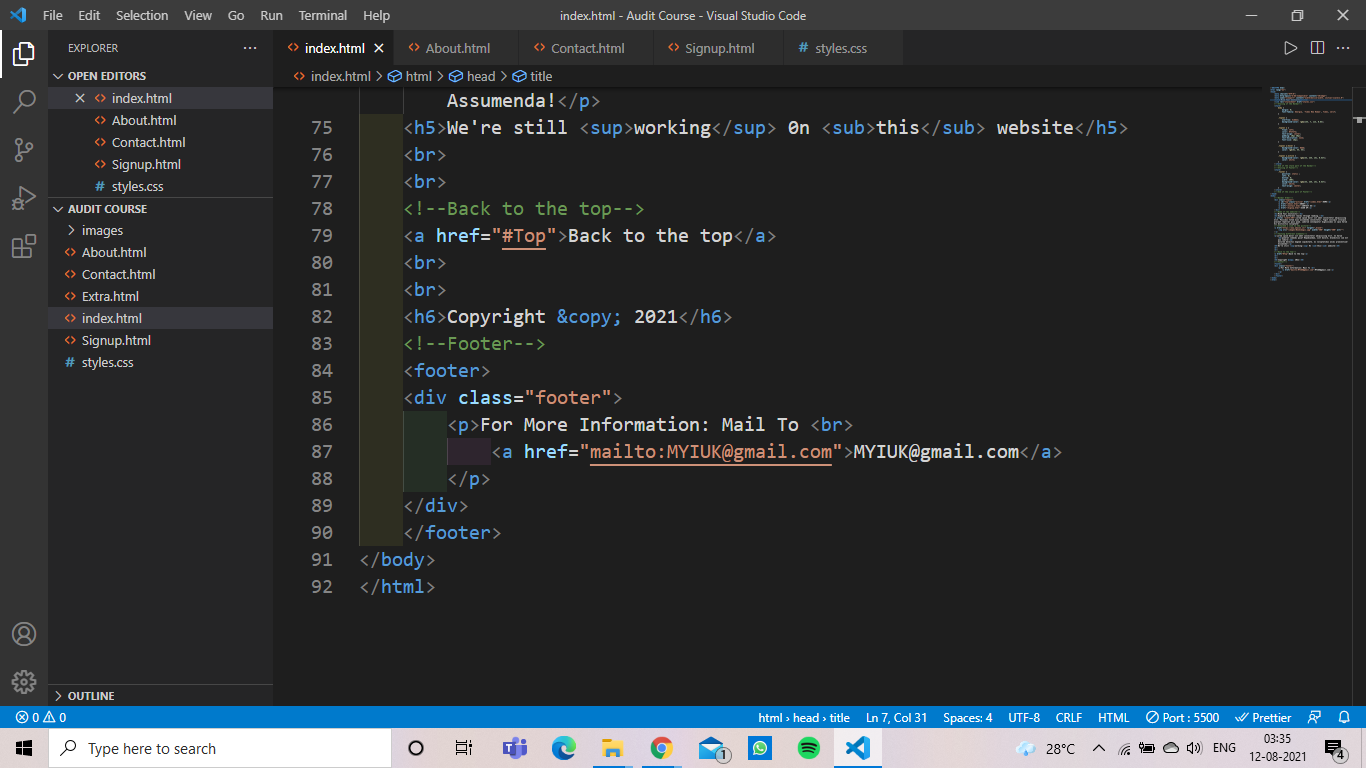 File Edit Selection View Go Run Terminal Help index.html - Audit Course - Visual Studio Code
EXPLORER
OPEN EDITORS
index.html
About.html
Contact.html
Signup.html
styles.css
AUDIT COURSE
images
About.html
Contact.html
Extra.html
index.html
Signup.html
styles.css
OUTLINE
index.html About.html Contact.html Signup.html styles.css
index.html > html > head > title
Assumenda!</p>
75 <h5>We're still <sup>working</sup> 0n <sub>this</sub> website</h5>
76 <br>
77 <br>
78 <!--Back to the top-->
79 <a href="#Top">Back to the top</a>
80 <br>
81 <br>
82 <h6>Copyright &copy; 2021</h6>
83 <!--Footer-->
84 <footer>
85 <div class="footer">
86 <p>For More Information: Mail To <br>
87 <a href="mailto:MYIUK@gmail.com">MYIUK@gmail.com</a>
88 </p>
89 </div>
90 </footer>
91 </body>
92 </html>
0 0 html › head › title Ln 7, Col 31 Spaces: 4 UTF-8 CRLF HTML Port : 5500 Prettier
Type here to search 1 28°C ENG 03:35
12-08-2021 4